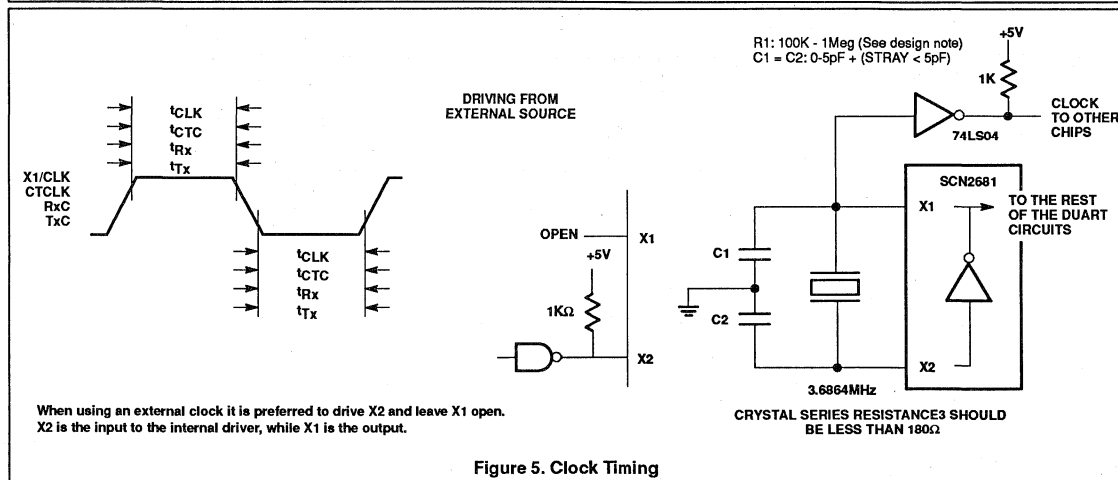 R1: 100K - 1Meg (See design note)
C1 = C2: 0-5pF + (STRAY < 5pF)
+5V
1K
CLOCK
TO OTHER
CHIPS
74LS04
DRIVING FROM
EXTERNAL SOURCE
tCLK
tCTC
tRx
tTx
X1/CLK
CTCLK
RxC
TxC
tCLK
tCTC
tRx
tTx
OPEN
X1
+5V
1KΩ
X2
C1
C2
SCN2681
X1
TO THE REST
OF THE DUART
CIRCUITS
X2
3.6864MHz
CRYSTAL SERIES RESISTANCE3 SHOULD
BE LESS THAN 180Ω
When using an external clock it is preferred to drive X2 and leave X1 open.
X2 is the input to the internal driver, while X1 is the output.
Figure 5. Clock Timing